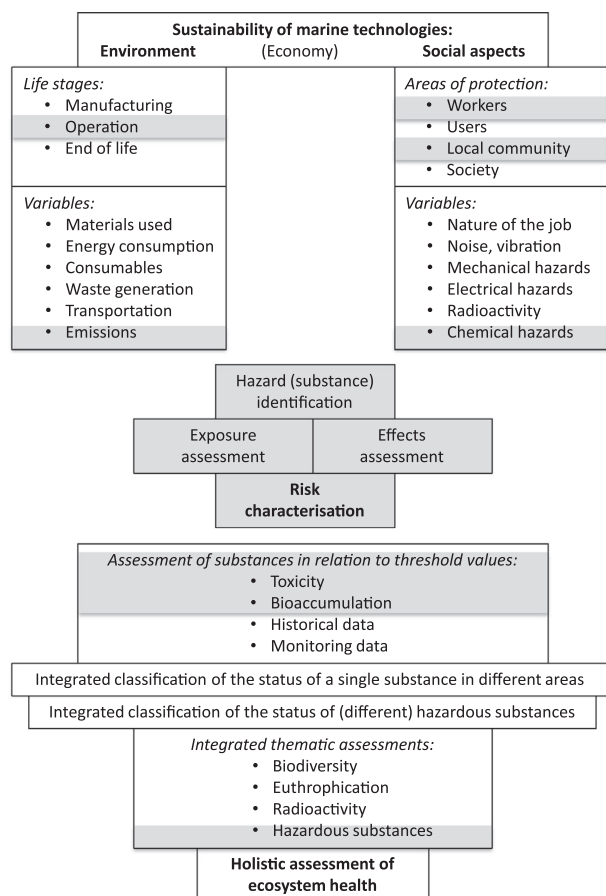 Sustainability of marine technologies:
Environment (Economy) Social aspects
Life stages:
• Manufacturing
• Operation
• End of life
Variables:
• Materials used
• Energy consumption
• Consumables
• Waste generation
• Transportation
• Emissions
Areas of protection:
• Workers
• Users
• Local community
• Society
Variables:
• Nature of the job
• Noise, vibration
• Mechanical hazards
• Electrical hazards
• Radioactivity
• Chemical hazards
Hazard (substance)
identification
Exposure
assessment
Effects
assessment
Risk
characterisation
Assessment of substances in relation to threshold values:
• Toxicity
• Bioaccumulation
• Historical data
• Monitoring data
Integrated classification of the status of a single substance in different areas
Integrated classification of the status of (different) hazardous substances
Integrated thematic assessments:
• Biodiversity
• Euthrophication
• Radioactivity
• Hazardous substances
Holistic assessment of
ecosystem health